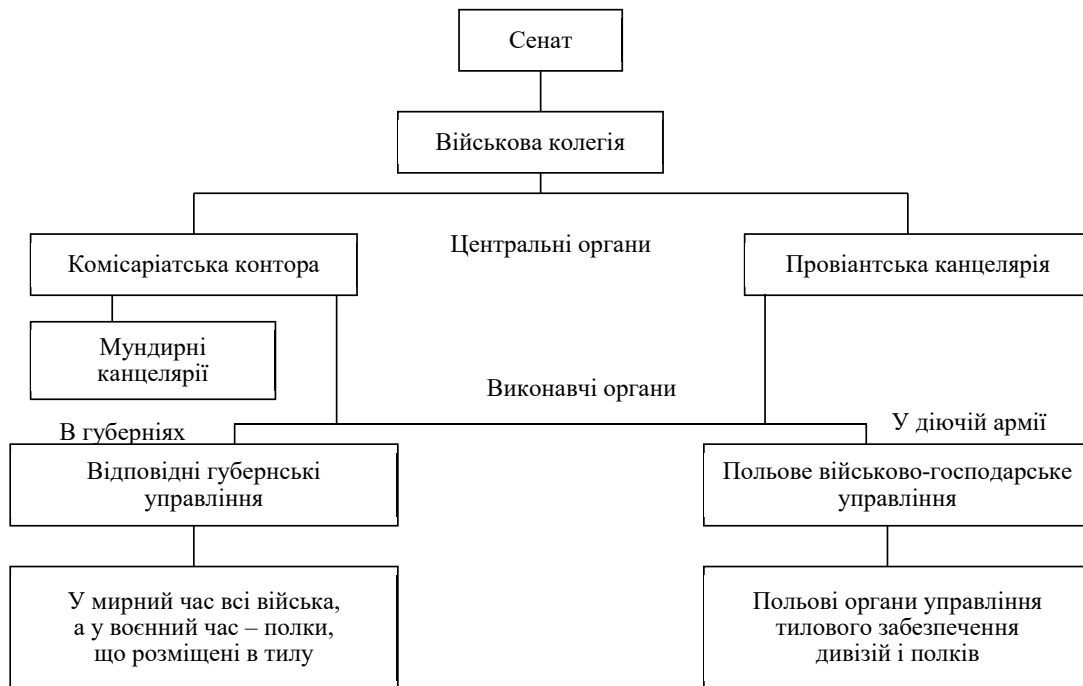 Сенат
Військова колегія
Центральні органи
Комісаріатська контора
Провіантська канцелярія
Мундирні
канцелярії
Виконавчі органи
В губерніях
У діючій армії
Відповідні губернські
управління
Польове військово-господарське
управління
У мирний час всі війська,
а у воєнний час – полки,
що розміщені в тилу
Польові органи управління
тилового забезпечення
дивізій і полків